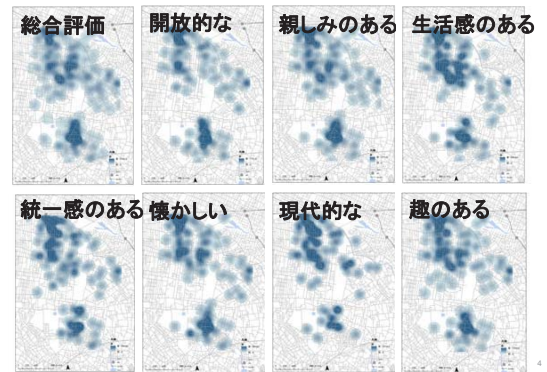 総合評価
開放的な
親しみのある
生活感のある
統一感のある
懐かしい
現代的な
趣のある
4